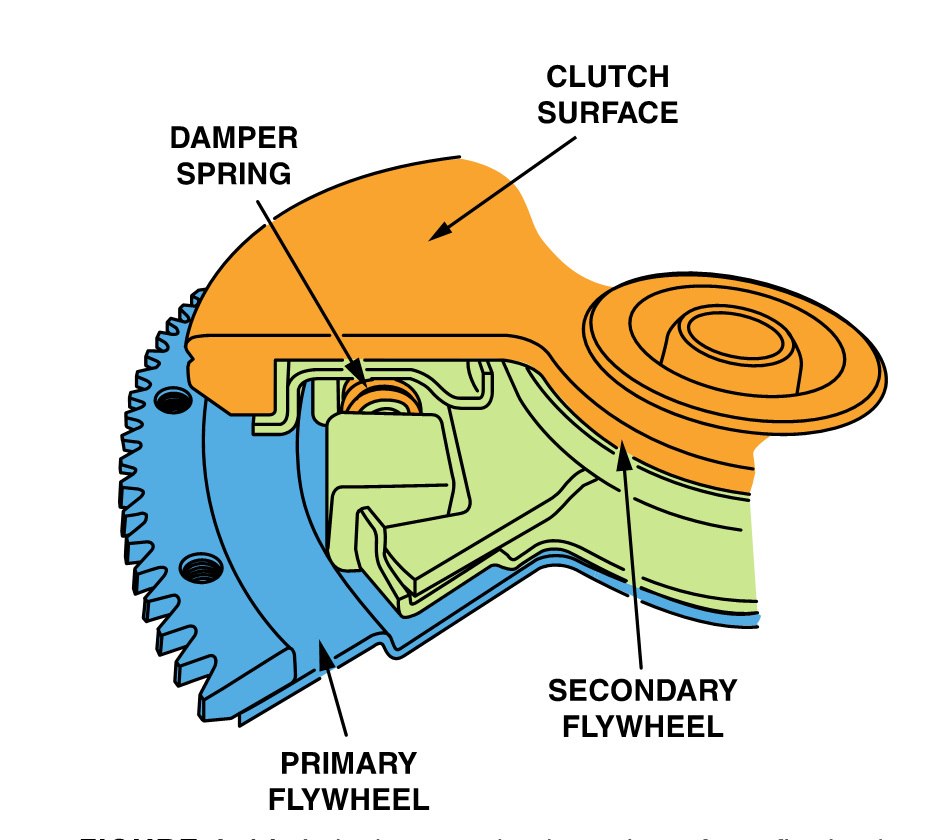 CLUTCH
SURFACE
DAMPER
SPRING
SECONDARY
FLYWHEEL
PRIMARY
FLYWHEEL